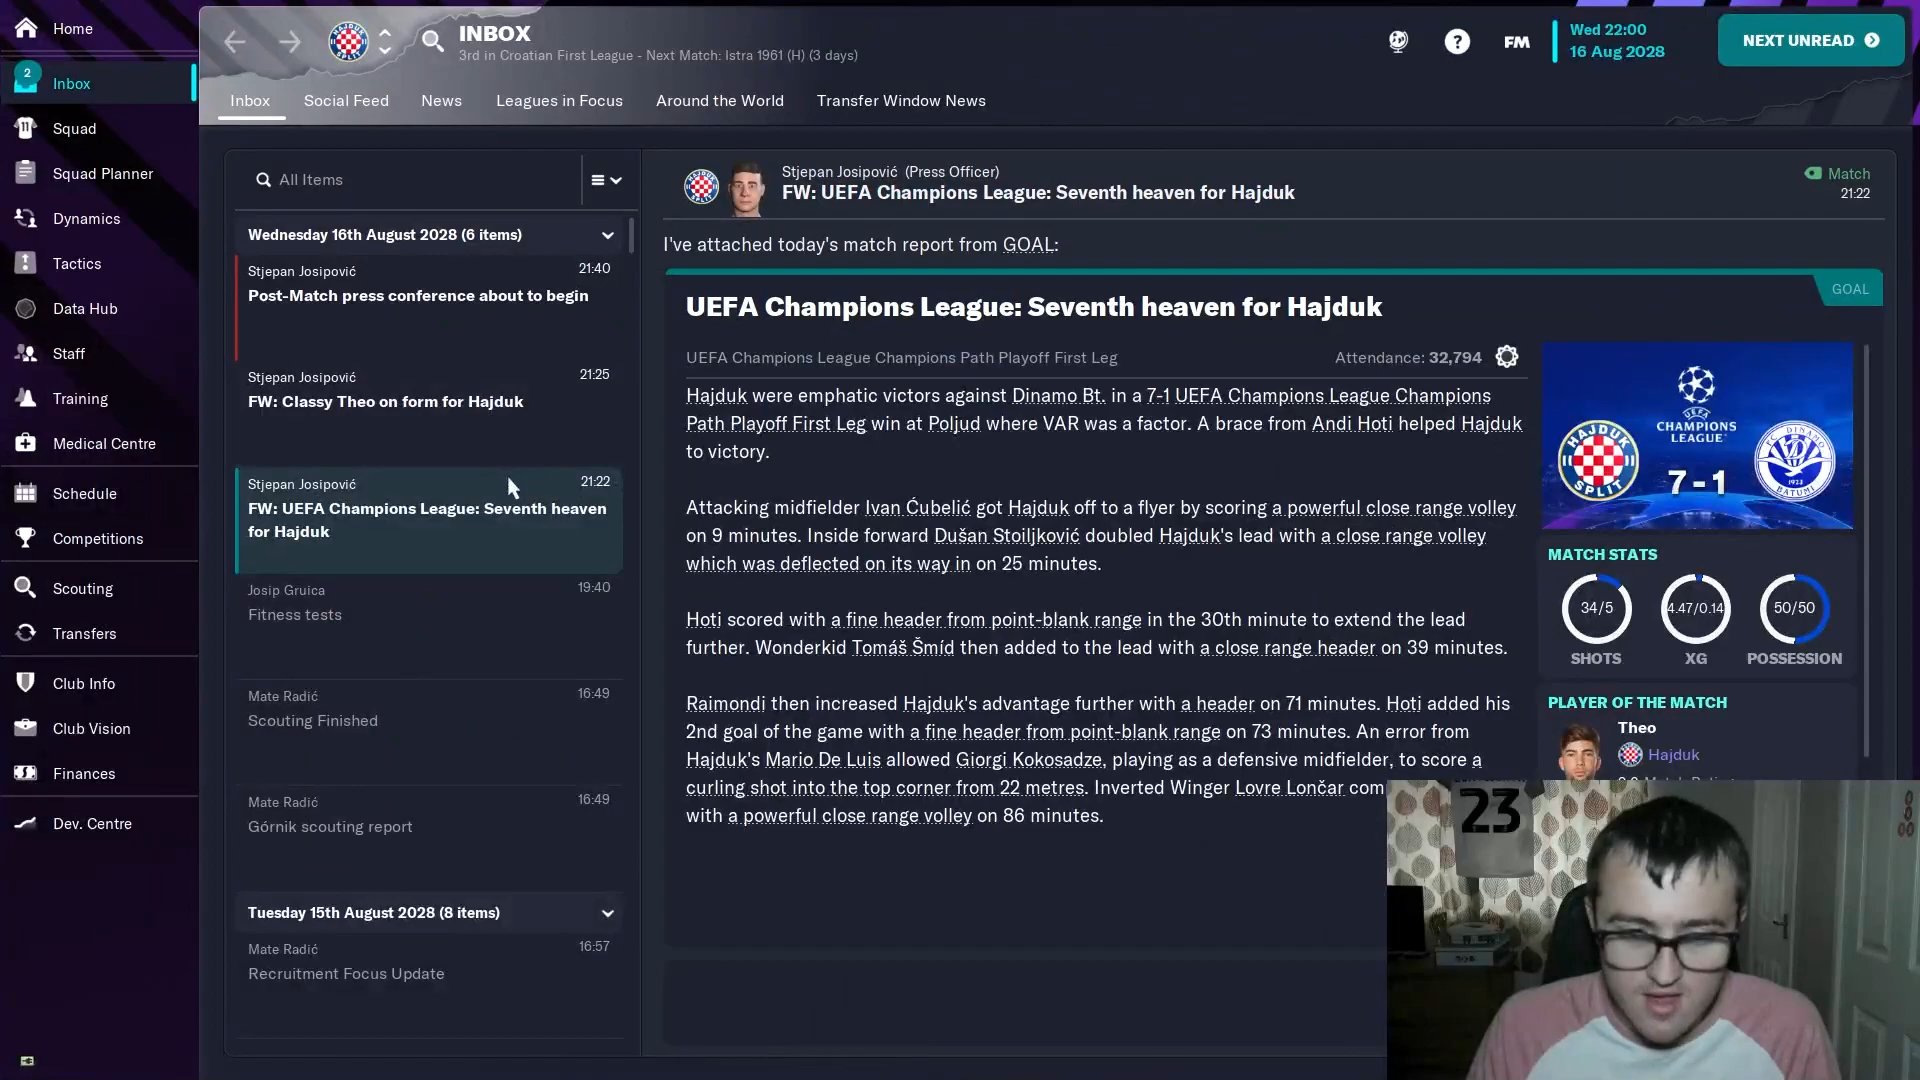 Home
2
Inbox
Squad
Squad Planner
Dynamics
Tactics
Data Hub
Staff
Training
Medical Centre
Schedule
Competitions
Scouting
Transfers
Club Info
Club Vision
Finances
Dev. Centre
INBOX
3rd in Croatian First League - Next Match: Istra 1961 (H) (3 days)
FM
Wed 22:00
16 Aug 2028
NEXT UNREAD
Inbox
Social Feed
News
Leagues in Focus
Around the World
Transfer Window News
All Items
Wednesday 16th August 2028 (6 items)
Stjepan Josipović
21:40
Post-Match press conference about to begin
Stjepan Josipović
21:25
FW: Classy Theo on form for Hajduk
Stjepan Josipović
21:22
FW: UEFA Champions League: Seventh heaven
for Hajduk
Josip Gruica
19:40
Fitness tests
Mate Radić
16:49
Scouting Finished
Mate Radić
16:49
Górnik scouting report
Tuesday 15th August 2028 (8 items)
Mate Radić
16:57
Recruitment Focus Update
Stjepan Josipović (Press Officer)
FW: UEFA Champions League: Seventh heaven for Hajduk
Match
21:22
I've attached today's match report from GOAL:
GOAL
UEFA Champions League: Seventh heaven for Hajduk
UEFA Champions League Champions Path Playoff First Leg
Attendance: 32,794
Hajduk were emphatic victors against Dinamo Bt. in a 7-1 UEFA Champions League Champions
Path Playoff First Leg win at Poljud where VAR was a factor. A brace from Andi Hoti helped Hajduk
to victory.
Attacking midfielder Ivan Ćubelić got Hajduk off to a flyer by scoring a powerful close range volley
on 9 minutes. Inside forward Dušan Stoiljković doubled Hajduk's lead with a close range volley
which was deflected on its way in on 25 minutes.
Hoti scored with a fine header from point-blank range in the 30th minute to extend the lead
further. Wonderkid Tomáš Šmíd then added to the lead with a close range header on 39 minutes.
Raimondi then increased Hajduk's advantage further with a header on 71 minutes. Hoti added his
2nd goal of the game with a fine header from point-blank range on 73 minutes. An error from
Hajduk's Mario De Luis allowed Giorgi Kokosadze, playing as a defensive midfielder, to score a
curling shot into the top corner from 22 metres. Inverted Winger Lovre Lončar com
with a powerful close range volley on 86 minutes.
UEFA
CHAMPIONS
LEAGUE
HAJDUK
SPLIT
7 - 1
DINAMO
1923
BATUMI
MATCH STATS
34/5
4.47/0.14
50/50
SHOTS
XG
POSSESSION
PLAYER OF THE MATCH
Theo
Hajduk
23